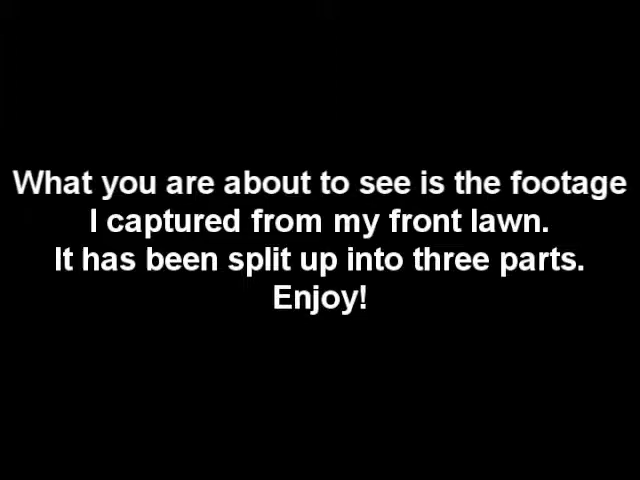 What you are about to see is the footage
I captured from my front lawn.
It has been split up into three parts.
Enjoy!